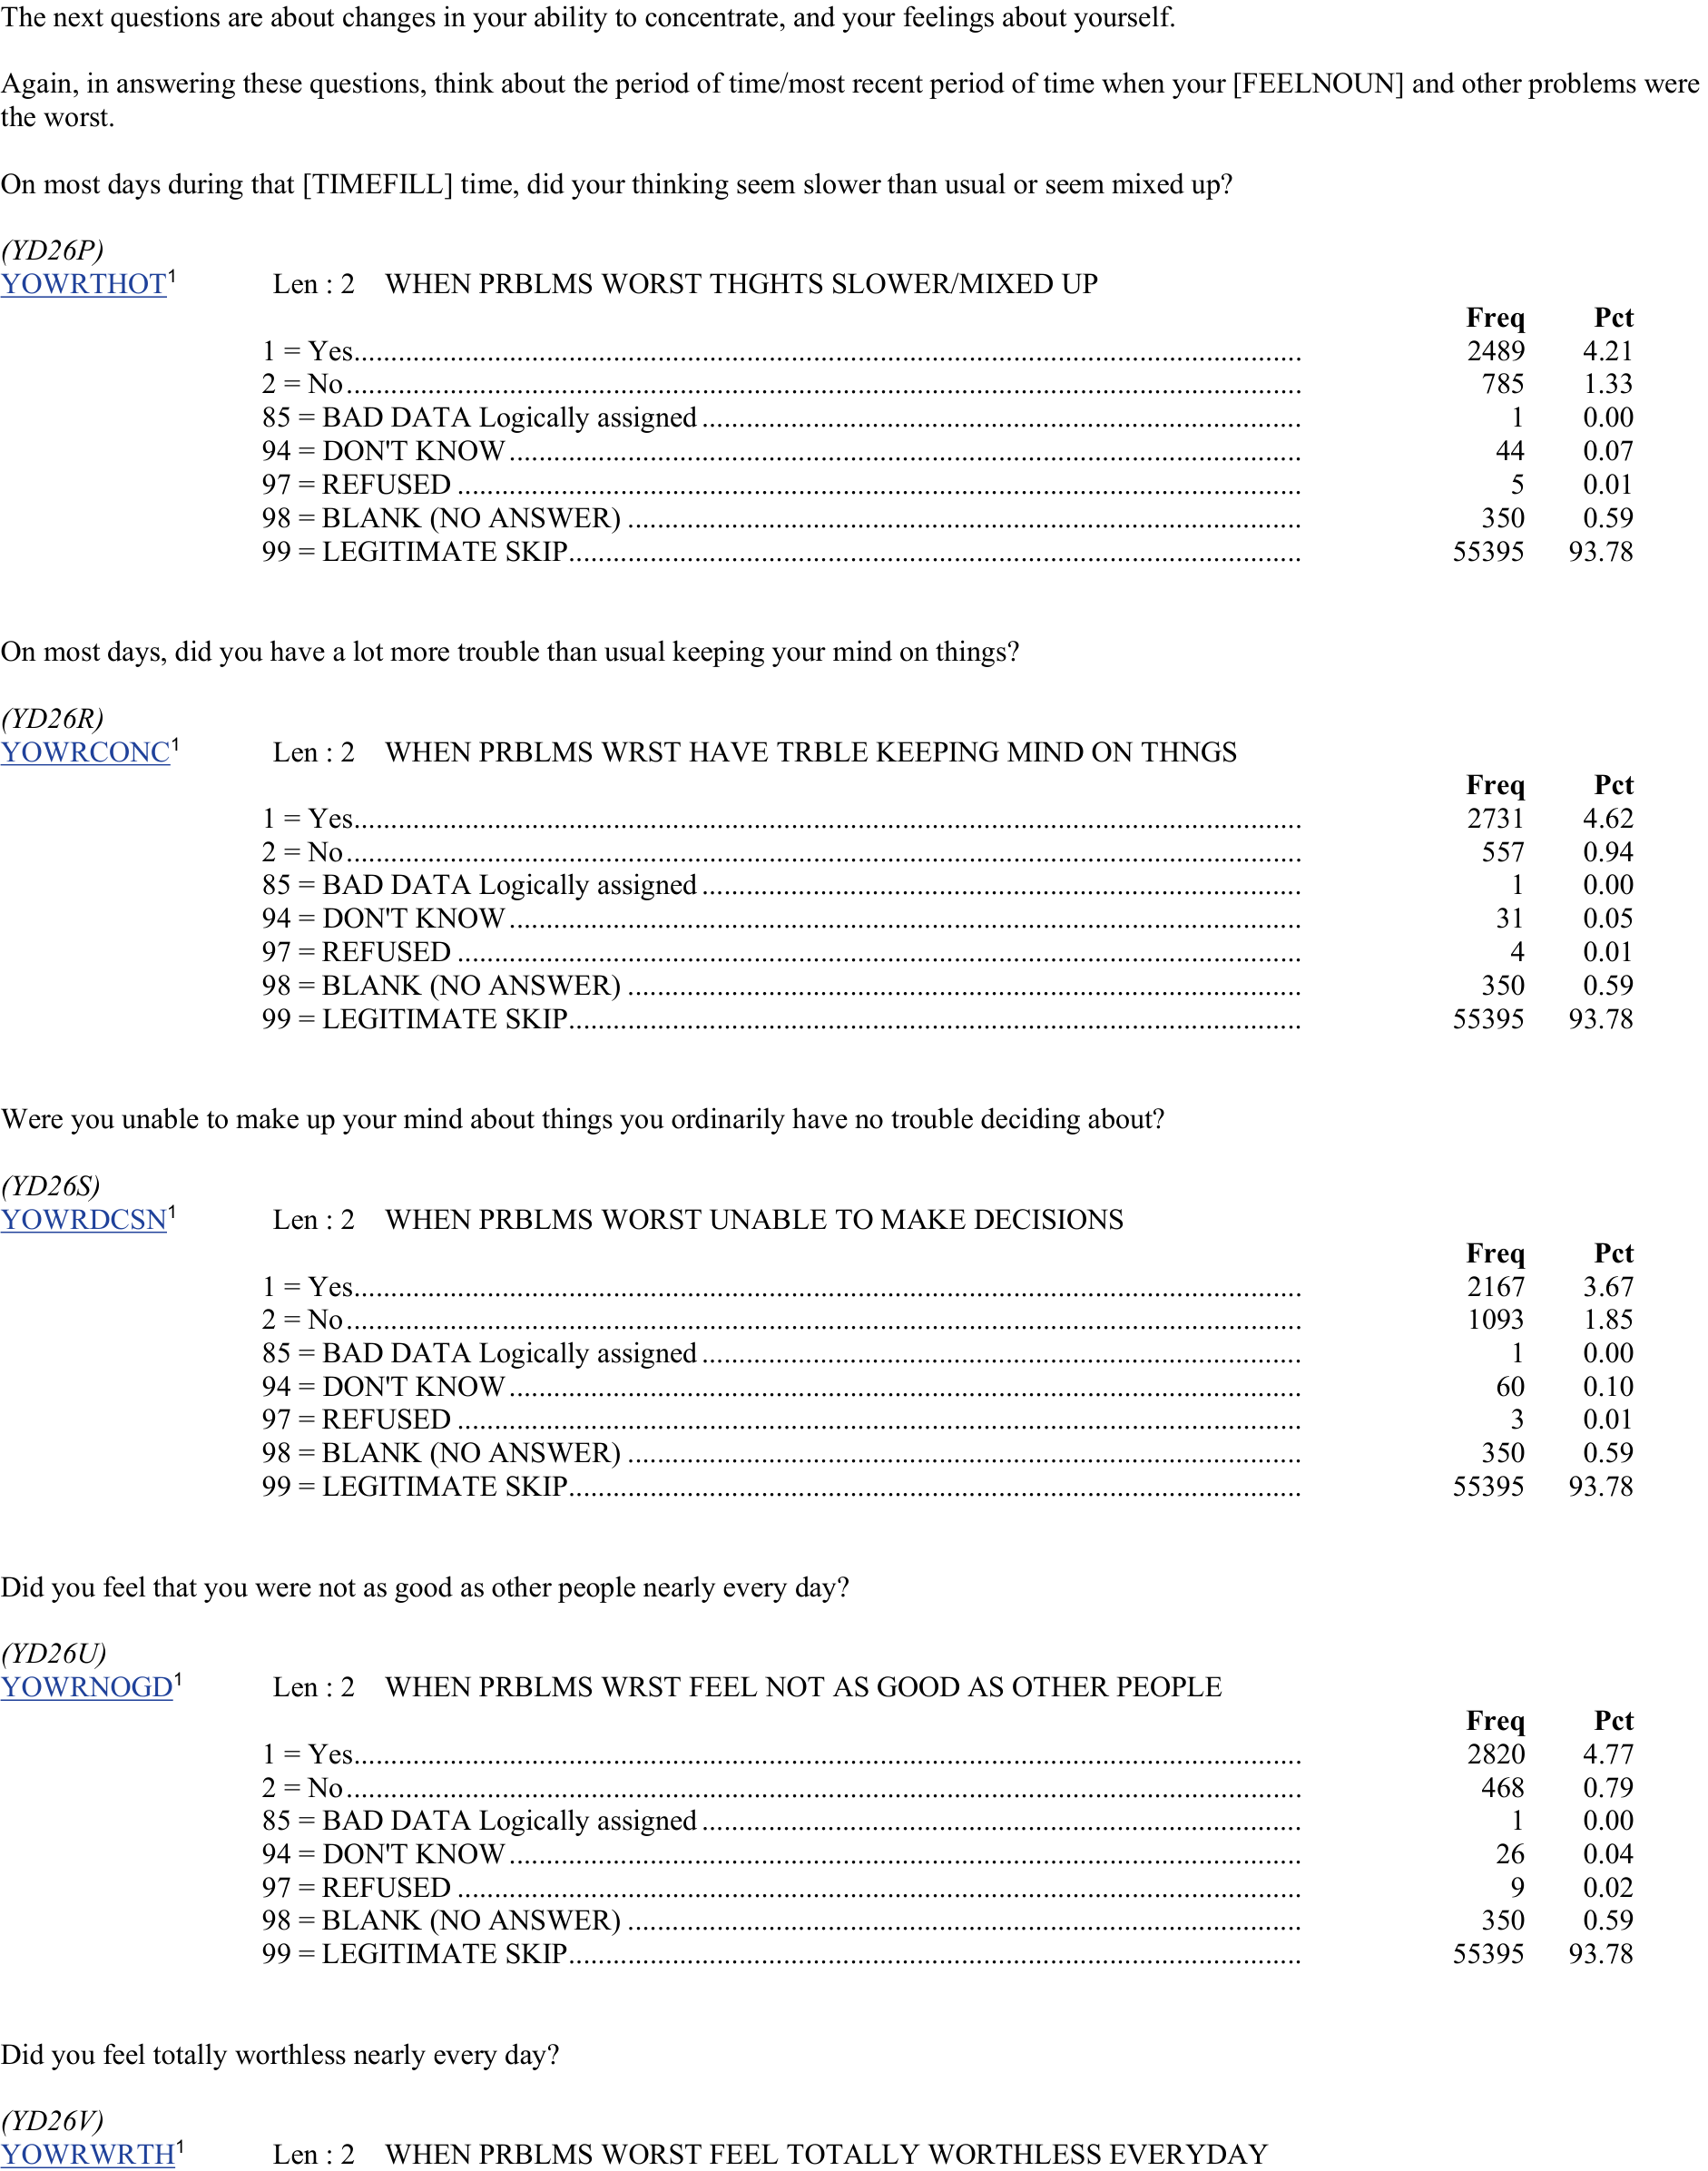 The next questions are about changes in your ability to concentrate, and your feelings about yourself.
Again, in answering these questions, think about the period of time/most recent period of time when your [FEELNOUN] and other problems were
the worst.
On most days during that [TIMEFILL] time, did your thinking seem slower than usual or seem mixed up?
(YD26P)
YOWRTHOT1 Len : 2 WHEN PRBLMS WORST THGHTS SLOWER/MIXED UP
Freq Pct
1 = Yes 2489 4.21
2 = No 785 1.33
85 = BAD DATA Logically assigned 1 0.00
94 = DON'T KNOW 44 0.07
97 = REFUSED 5 0.01
98 = BLANK (NO ANSWER) 350 0.59
99 = LEGITIMATE SKIP 55395 93.78
On most days, did you have a lot more trouble than usual keeping your mind on things?
(YD26R)
YOWRCONC1 Len : 2 WHEN PRBLMS WRST HAVE TRBLE KEEPING MIND ON THNGS
Freq Pct
1 = Yes 2731 4.62
2 = No 557 0.94
85 = BAD DATA Logically assigned 1 0.00
94 = DON'T KNOW 31 0.05
97 = REFUSED 4 0.01
98 = BLANK (NO ANSWER) 350 0.59
99 = LEGITIMATE SKIP 55395 93.78
Were you unable to make up your mind about things you ordinarily have no trouble deciding about?
(YD26S)
YOWRDCSN1 Len : 2 WHEN PRBLMS WORST UNABLE TO MAKE DECISIONS
Freq Pct
1 = Yes 2167 3.67
2 = No 1093 1.85
85 = BAD DATA Logically assigned 1 0.00
94 = DON'T KNOW 60 0.10
97 = REFUSED 3 0.01
98 = BLANK (NO ANSWER) 350 0.59
99 = LEGITIMATE SKIP 55395 93.78
Did you feel that you were not as good as other people nearly every day?
(YD26U)
YOWRNOGD1 Len : 2 WHEN PRBLMS WRST FEEL NOT AS GOOD AS OTHER PEOPLE
Freq Pct
1 = Yes 2820 4.77
2 = No 468 0.79
85 = BAD DATA Logically assigned 1 0.00
94 = DON'T KNOW 26 0.04
97 = REFUSED 9 0.02
98 = BLANK (NO ANSWER) 350 0.59
99 = LEGITIMATE SKIP 55395 93.78
Did you feel totally worthless nearly every day?
(YD26V)
YOWRWRTH1 Len : 2 WHEN PRBLMS WORST FEEL TOTALLY WORTHLESS EVERYDAY